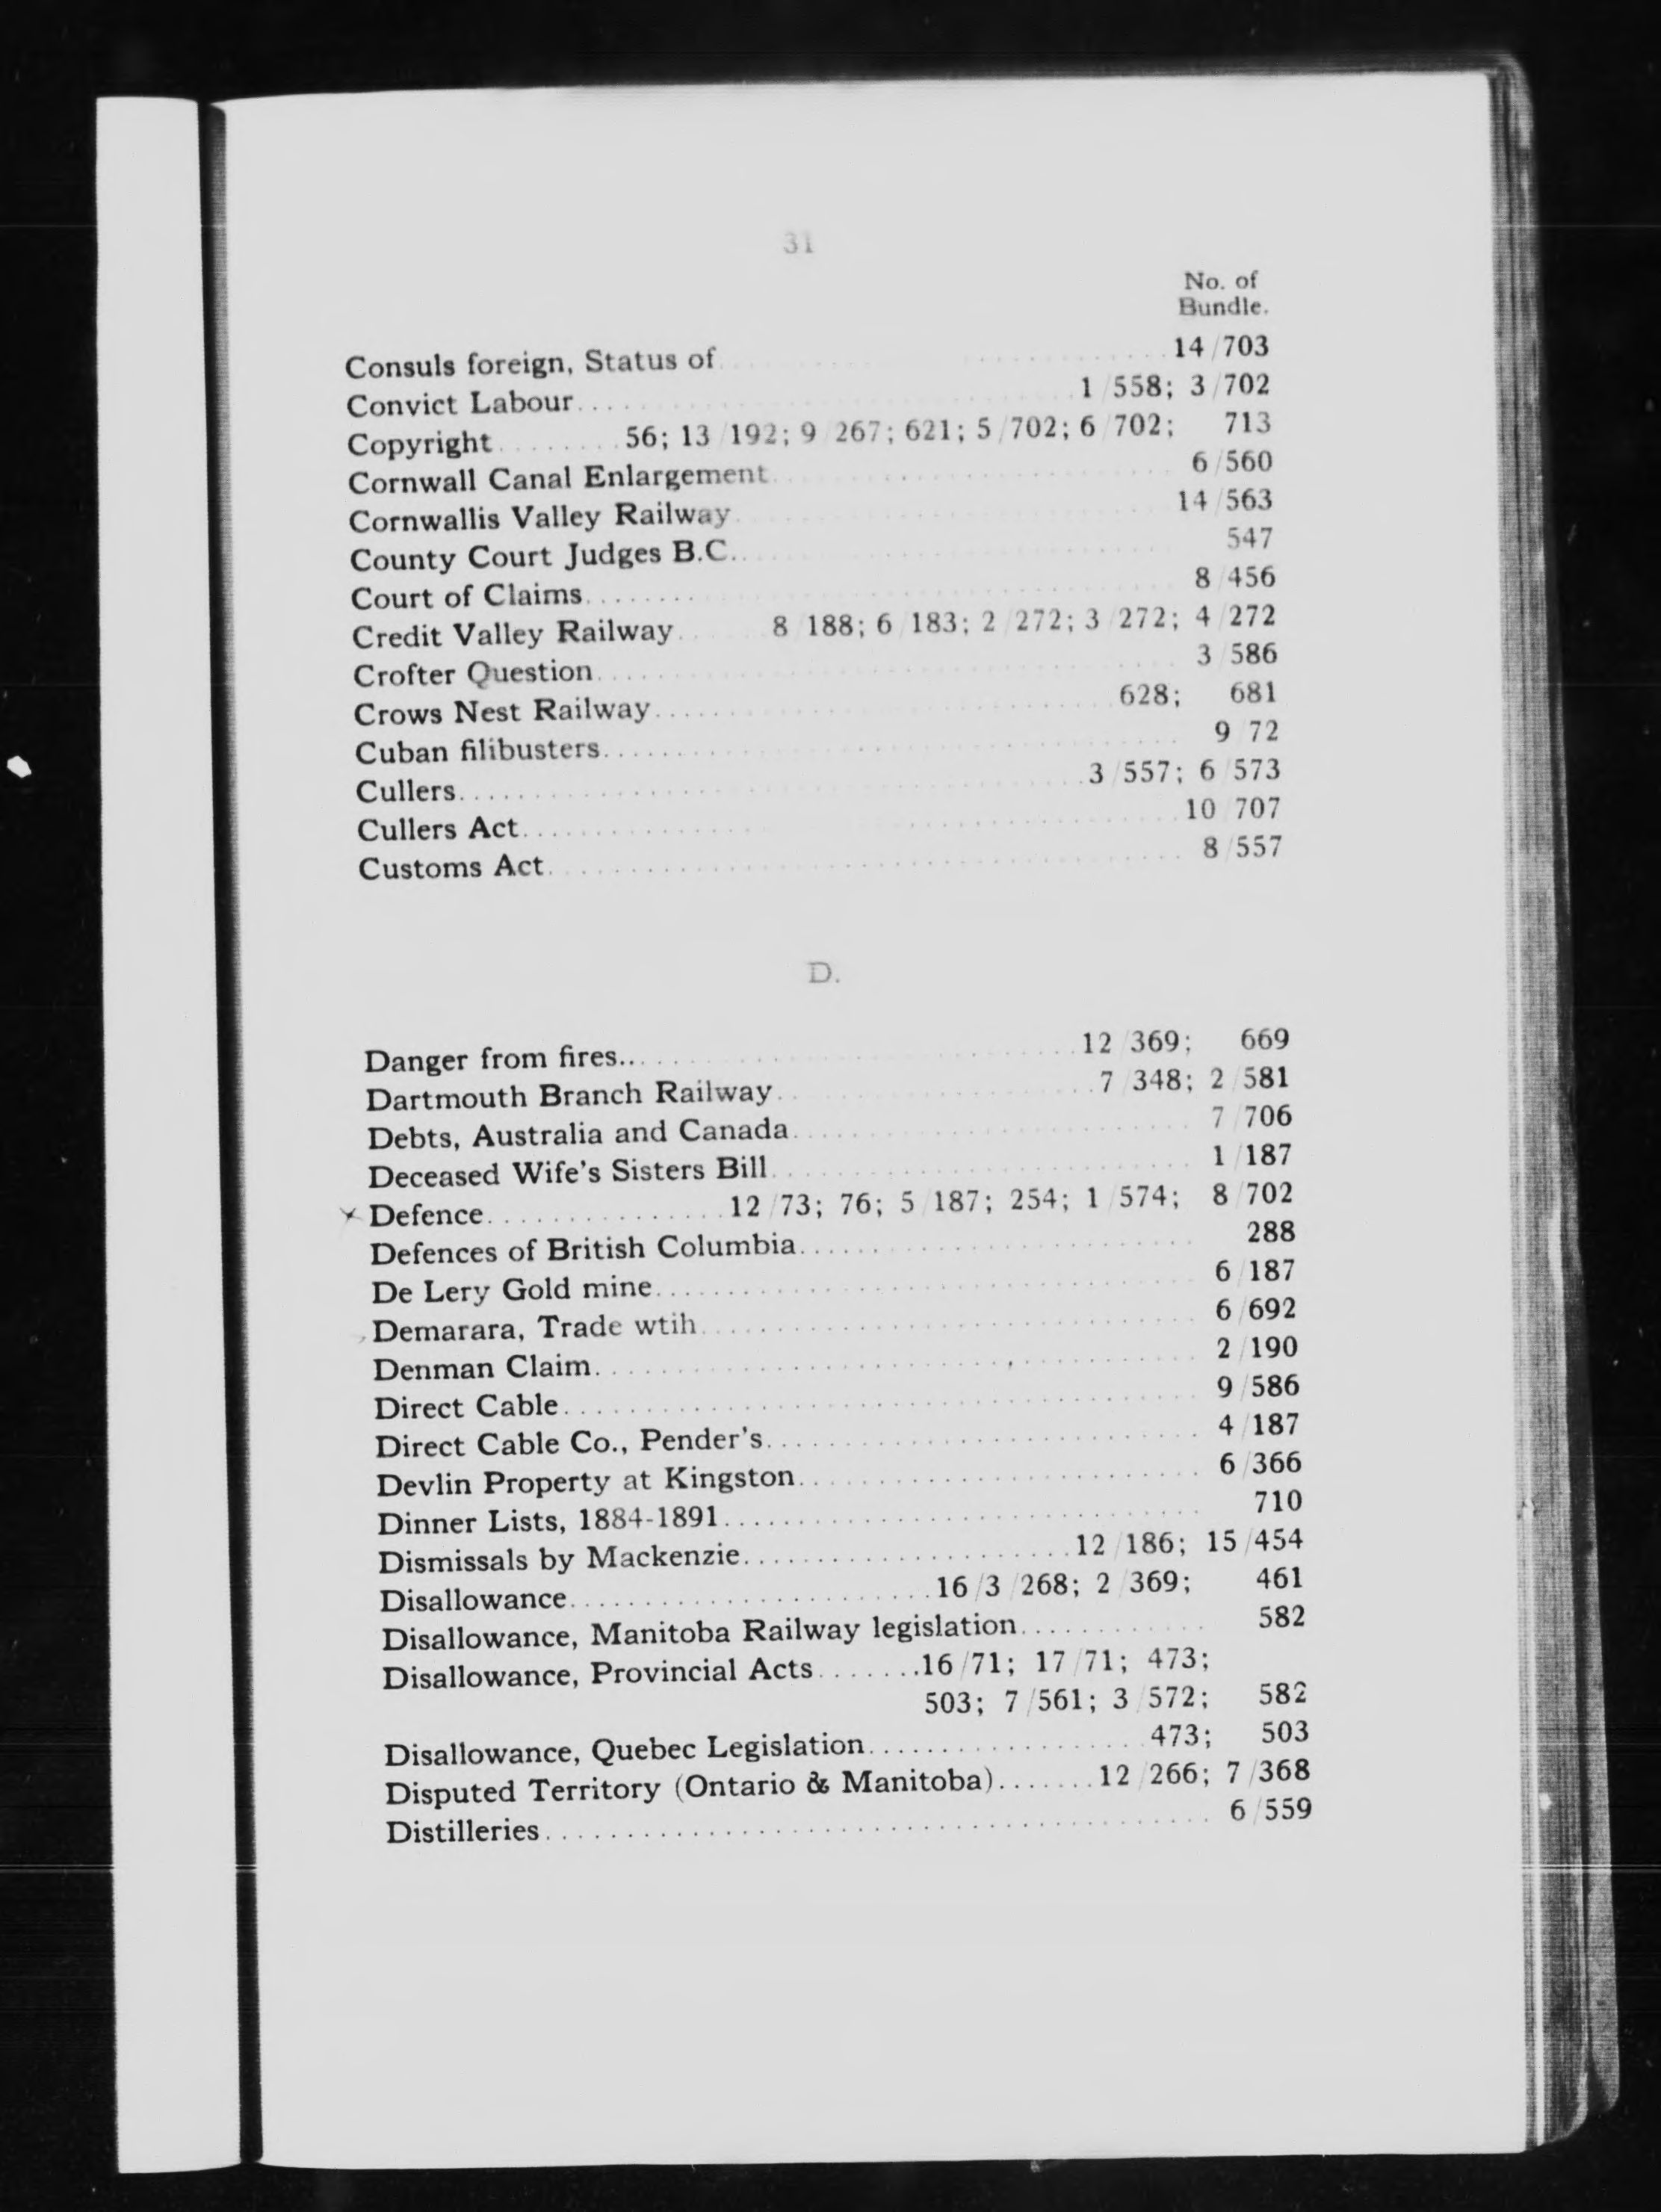 31
No. of
Bundle.
Consuls foreign, Status of 14/703
Convict Labour 1/558; 3/702
Copyright 56; 13/192; 9/267; 621; 5/702; 6/702; 713
Cornwall Canal Enlargement 6/560
Cornwallis Valley Railway 14/563
County Court Judges B.C. 547
Court of Claims 8/456
Credit Valley Railway 8/188; 6/183; 2/272; 3/272; 4/272
Crofter Question 3/586
Crows Nest Railway 628; 681
Cuban filibusters 9/72
Cullers 3/557; 6/573
Cullers Act 10/707
Customs Act 8/557
D.
Danger from fires 12/369; 669
Dartmouth Branch Railway 7/348; 2/581
Debts, Australia and Canada 7/706
Deceased Wife's Sisters Bill 1/187
x Defence 12/73; 76; 5/187; 254; 1/574; 8/702
Defences of British Columbia 288
De Lery Gold mine 6/187
Demarara, Trade wtih 6/692
Denman Claim 2/190
Direct Cable 9/586
Direct Cable Co., Pender's 4/187
Devlin Property at Kingston 6/366
Dinner Lists, 1884-1891 710
Dismissals by Mackenzie 12/186; 15/454
Disallowance 16/3/268; 2/369; 461
Disallowance, Manitoba Railway legislation 582
Disallowance, Provincial Acts 16/71; 17/71; 473;
503; 7/561; 3/572; 582
Disallowance, Quebec Legislation 473; 503
Disputed Territory (Ontario & Manitoba) 12/266; 7/368
Distilleries 6/559